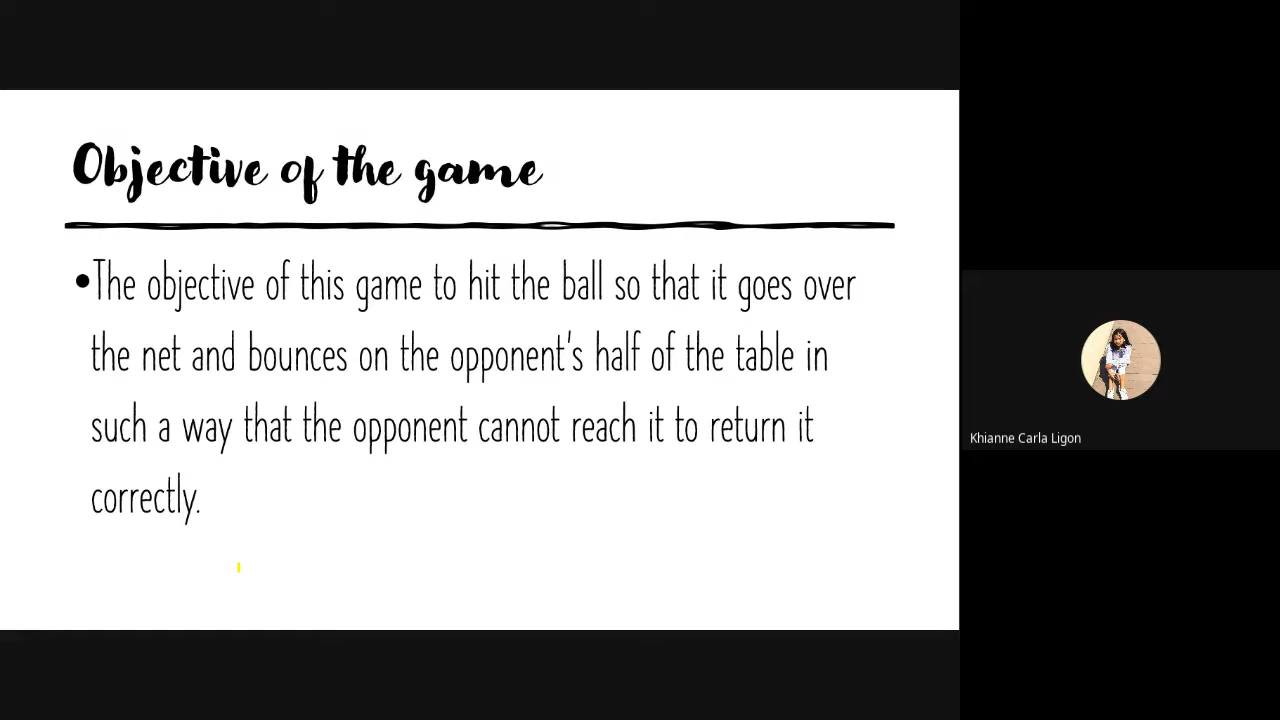 Objective of the game
•The objective of this game to hit the ball so that it goes over
the net and bounces on the opponent's half of the table in
such a way that the opponent cannot reach it to return it
correctly.
Khianne Carla Ligon